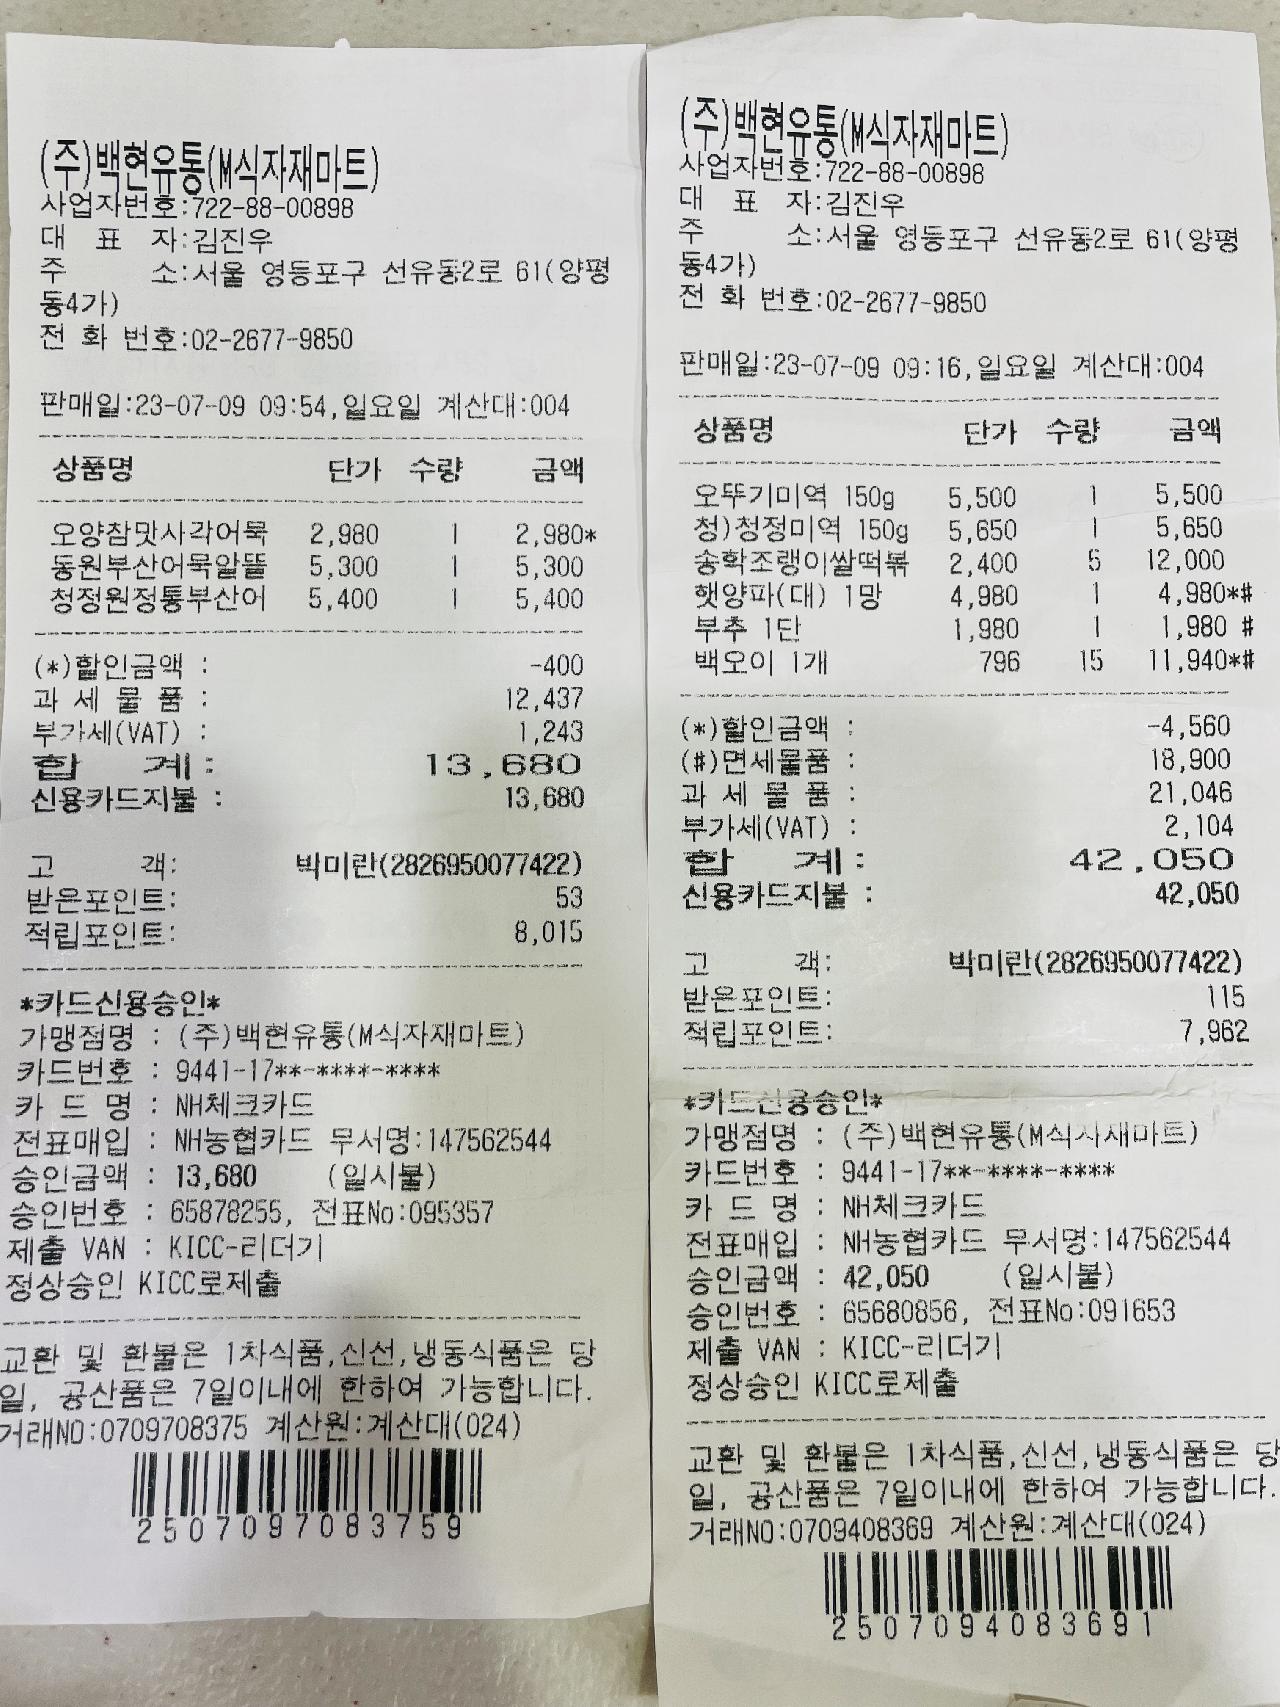 (주)백현유통(M식자재마트)
사업자번호:722-88-00898
대 표 자:김진우
주 소:서울 영등포구 선유동2로 61(양평
동4가)
전 화 번호:02-2677-9850
판매일:23-07-09 09:54,일요일 계산대:004
상품명 단가 수량 금액
오양참맛사각어묵 2,980 1 2,980*
동원부산어묵알뜰 5,300 1 5,300
청정원정통부산어 5,400 1 5,400
(*)할인금액 : -400
과 세 물 품 : 12,437
부가세(VAT) : 1,243
합 계: 13,680
신용카드지불 : 13,680
고 객: 박미란(2826950077422)
받은포인트: 53
적립포인트: 8,015
*카드신용승인*
가맹점명 : (주)백현유통(M식자재마트)
카드번호 : 9441-17**-****-****
카 드 명 : NH체크카드
전표매입 : NH농협카드 무서명:147562544
승인금액 : 13,680 (일시불)
승인번호 : 65878255, 전표No:095357
제출 VAN : KICC-리더기
정상승인 KICC로제출
교환 및 환불은 1차식품,신선,냉동식품은 당
일, 공산품은 7일이내에 한하여 가능합니다.
거래NO:0709708375 계산원:계산대(024)
2507097083759
(주)백현유통(M식자재마트)
사업자번호:722-88-00898
대 표 자:김진우
주 소:서울 영등포구 선유동2로 61(양평
동4가)
전 화 번호:02-2677-9850
판매일:23-07-09 09:16,일요일 계산대:004
상품명 단가 수량 금액
오뚜기미역 150g 5,500 1 5,500
청)청정미역 150g 5,650 1 5,650
송학조랭이쌀떡볶 2,400 5 12,000
햇양파(대) 1망 4,980 1 4,980*#
부추 1단 1,980 1 1,980 #
백오이 1개 796 15 11,940*#
(*)할인금액 : -4,560
(#)면세물품 : 18,900
과 세 물 품 : 21,046
부가세(VAT) : 2,104
합 계: 42,050
신용카드지불 : 42,050
고 객: 박미란(2826950077422)
받은포인트: 115
적립포인트: 7,962
*카드신용승인*
가맹점명 : (주)백현유통(M식자재마트)
카드번호 : 9441-17**-****-****
카 드 명 : NH체크카드
전표매입 : NH농협카드 무서명:147562544
승인금액 : 42,050 (일시불)
승인번호 : 65680856, 전표No:091653
제출 VAN : KICC-리더기
정상승인 KICC로제출
교환 및 환불은 1차식품,신선,냉동식품은 당
일, 공산품은 7일이내에 한하여 가능합니다.
거래NO:0709408369 계산원:계산대(024)
2507094083691